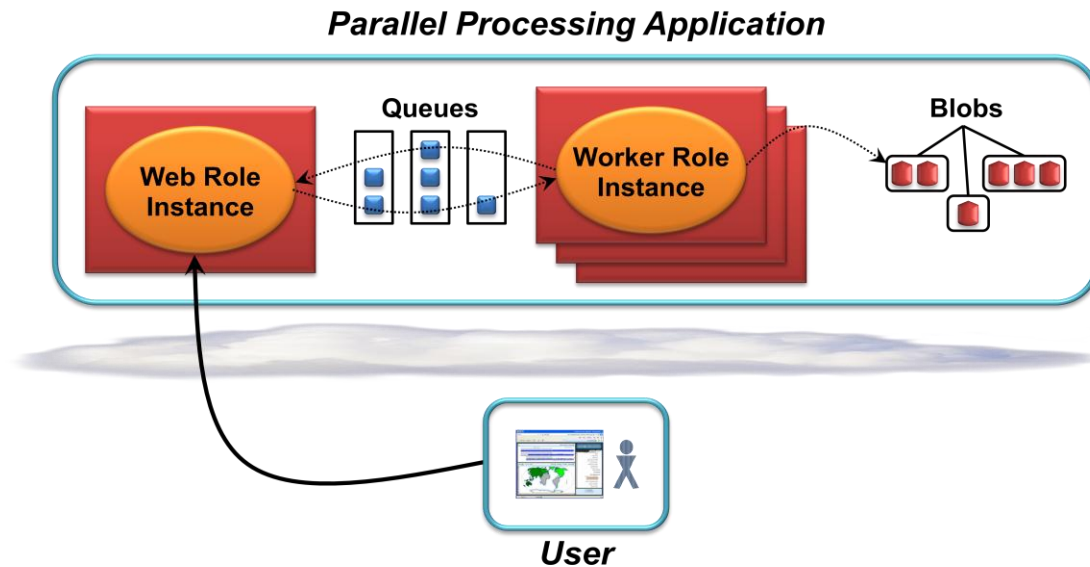 Parallel Processing Application
Queues
Blobs
Web Role
Instance
Worker Role
Instance
User